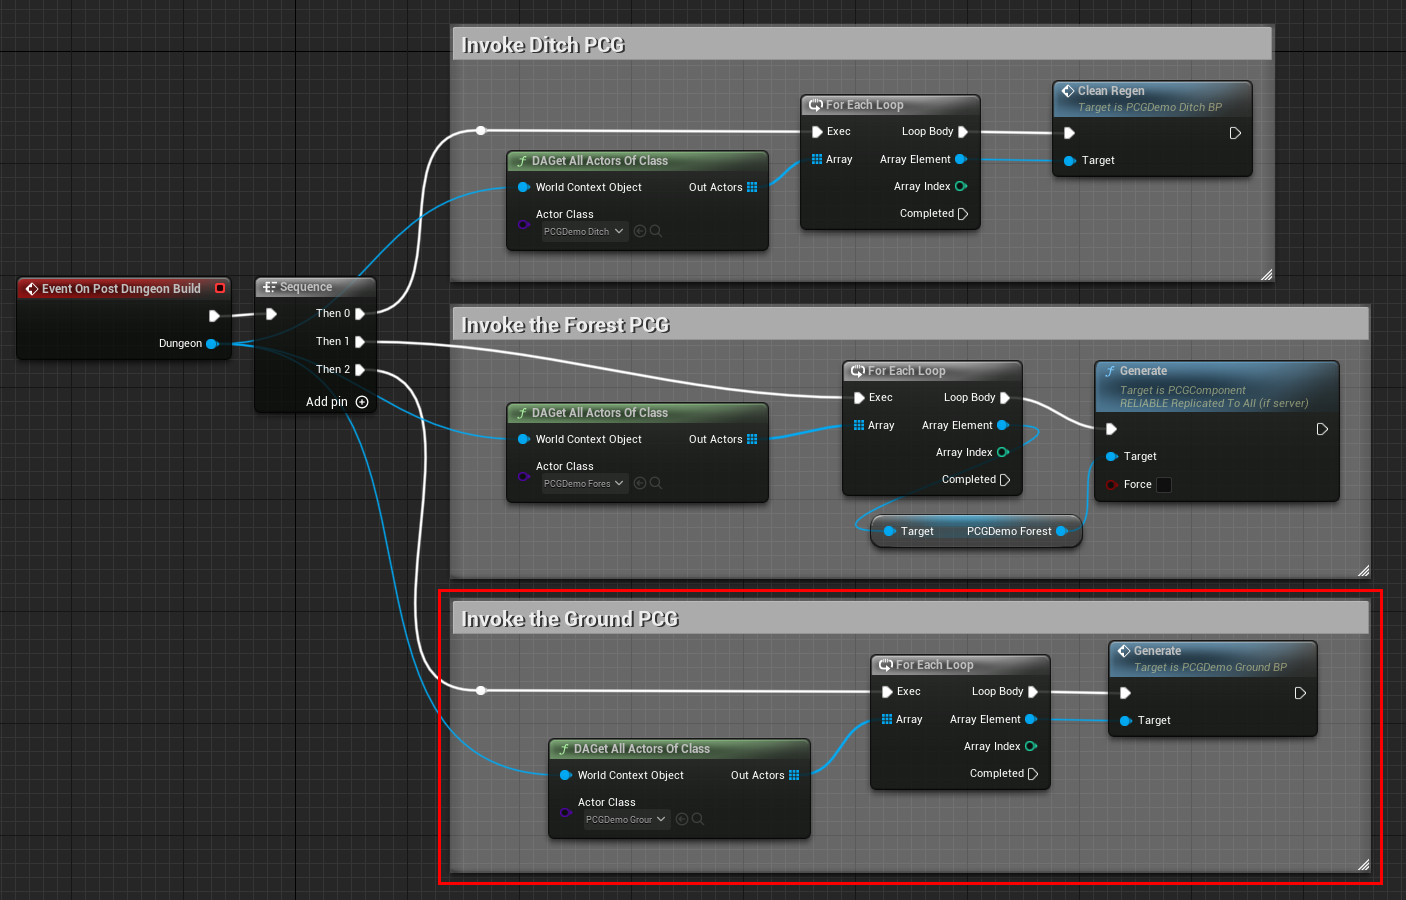 Invoke Ditch PCG
Clean Regen
Target is PCGDemo Ditch BP
Target
For Each Loop
Exec
Loop Body
Array
Array Element
Array Index
Completed
DAGet All Actors Of Class
World Context Object
Out Actors
Actor Class
PCGDemo Ditch
Event On Post Dungeon Build
Dungeon
Sequence
Then 0
Then 1
Then 2
Add pin
Invoke the Forest PCG
For Each Loop
Exec
Loop Body
Array
Array Element
Array Index
Completed
Generate
Target is PCGComponent
RELIABLE Replicated To All (if server)
Target
Force
DAGet All Actors Of Class
World Context Object
Out Actors
Actor Class
PCGDemo Fores
Target
PCGDemo Forest
Invoke the Ground PCG
For Each Loop
Exec
Loop Body
Array
Array Element
Array Index
Completed
Generate
Target is PCGDemo Ground BP
Target
DAGet All Actors Of Class
World Context Object
Out Actors
Actor Class
PCGDemo Grour